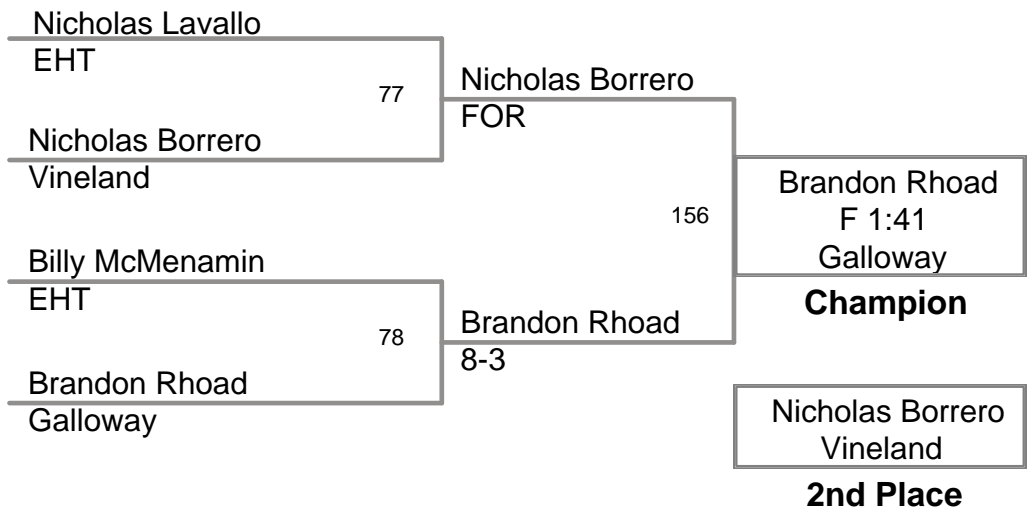 Nicholas Lavallo
EHT
77
Nicholas Borrero
Vineland
Nicholas Borrero
FOR
Billy McMenamin
EHT
78
Brandon Rhoad
Galloway
Brandon Rhoad
8-3
156
Brandon Rhoad
F 1:41
Galloway
Champion
Nicholas Borrero
Vineland
2nd Place